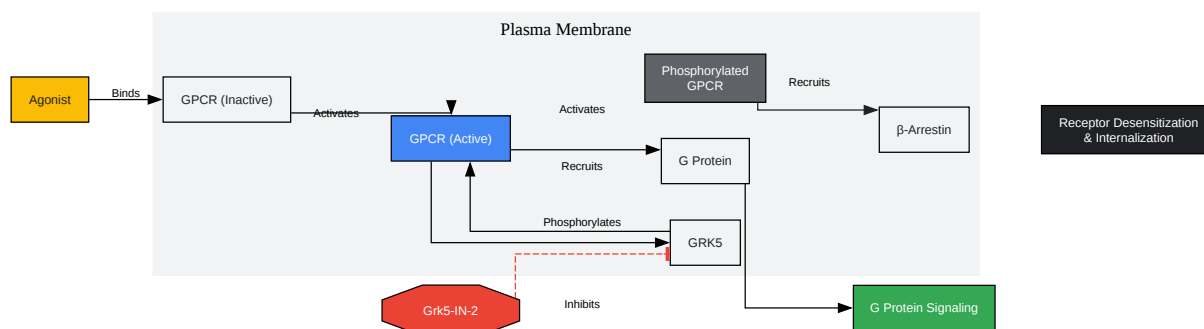 Plasma Membrane
Agonist
Binds
GPCR (Inactive)
Activates
GPCR (Active)
Activates
Recruits
Phosphorylated
GPCR
Recruits
β-Arrestin
Receptor Desensitization
& Internalization
G Protein
Phosphorylates
GRK5
Grk5-IN-2
Inhibits
G Protein Signaling